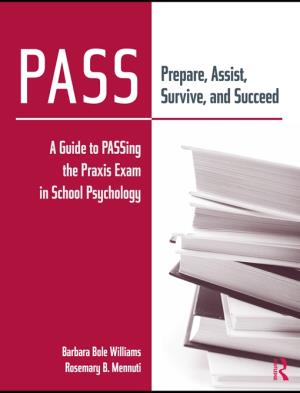 PASS
Prepare, Assist,
Survive, and Succeed
A Guide to PASSing
the Praxis Exam
in School Psychology
Barbara Bole Williams
Rosemary B. Mennuti